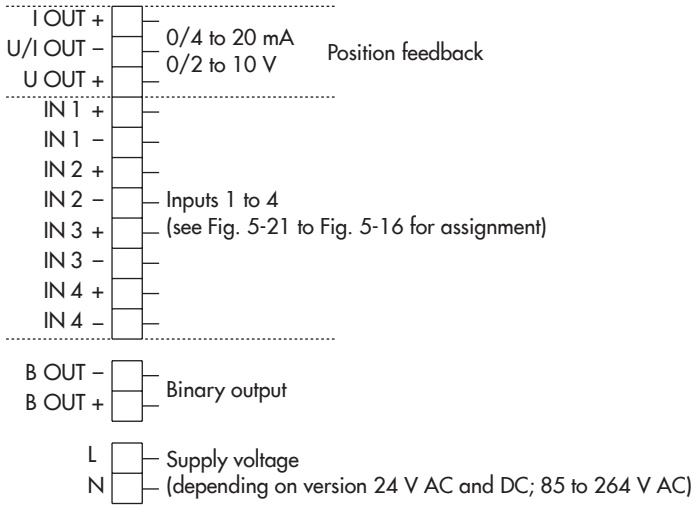 I OUT +
U/I OUT –
U OUT +
0/4 to 20 mA
0/2 to 10 V
Position feedback
IN 1 +
IN 1 –
IN 2 +
IN 2 –
IN 3 +
IN 3 –
IN 4 +
IN 4 –
Inputs 1 to 4
(see Fig. 5-21 to Fig. 5-16 for assignment)
B OUT –
B OUT +
Binary output
L
N
Supply voltage
(depending on version 24 V AC and DC; 85 to 264 V AC)